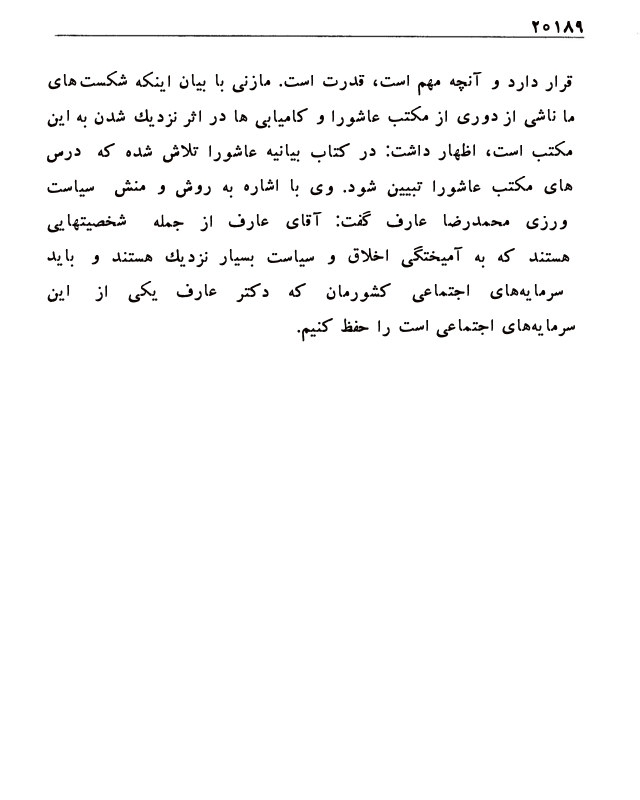 ۲۰۱۸۹
قرار دارد و آنچه مهم است، قدرت است. مازنی با بیان اینکه شکست‌های
ما ناشی از دوری از مکتب عاشورا و کامیابی ها در اثر نزدیك شدن به این
مکتب است، اظهار داشت: در کتاب بیانیه عاشورا تلاش شده که درس
های مکتب عاشورا تبیین شود. وی با اشاره به روش و منش سیاست
ورزی محمدرضا عارف گفت: آقای عارف از جمله شخصیتهایی
هستند که به آمیختگی اخلاق و سیاست بسیار نزدیك هستند و باید
سرمایه‌های اجتماعی کشورمان که دکتر عارف یکی از این
سرمایه‌های اجتماعی است را حفظ کنیم.